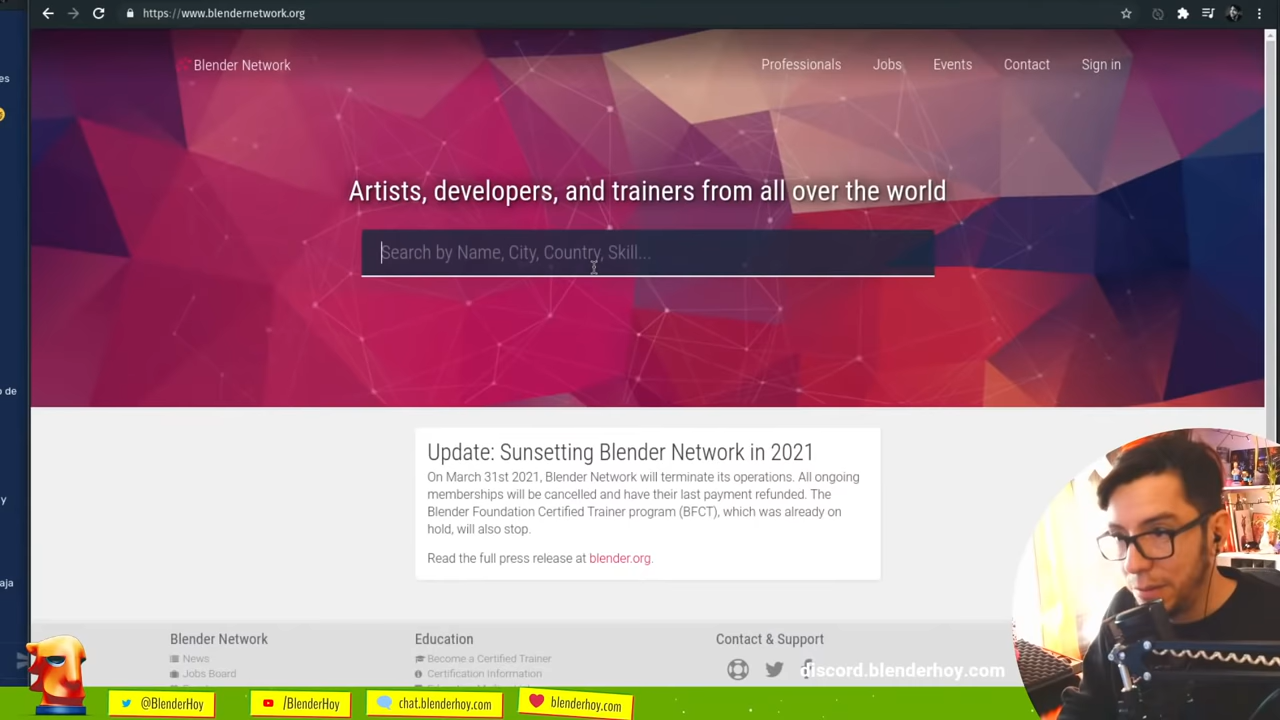 https://www.blendernetwork.org
Blender Network
Professionals
Jobs
Events
Contact
Sign in
Artists, developers, and trainers from all over the world
Search by Name, City, Country, Skill...
Update: Sunsetting Blender Network in 2021
On March 31st 2021, Blender Network will terminate its operations. All ongoing
memberships will be cancelled and have their last payment refunded. The
Blender Foundation Certified Trainer program (BFCT), which was already on
hold, will also stop.
Read the full press release at blender.org.
Blender Network
News
Jobs Board
Education
Become a Certified Trainer
Certification Information
Contact & Support
discord.blenderhoy.com
@BlenderHoy
/BlenderHoy
chat.blenderhoy.com
blenderhoy.com